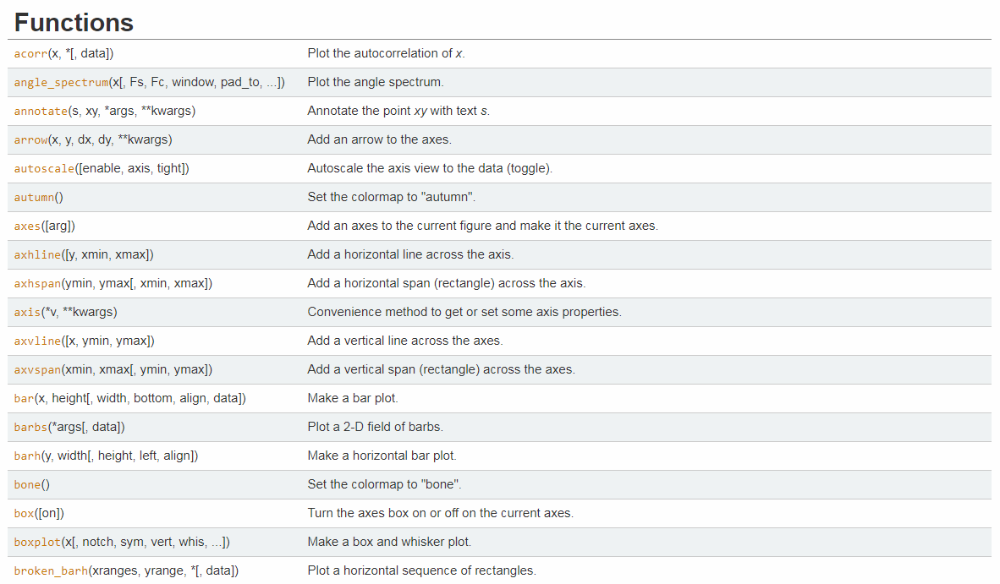 Functions
acorr(x, *[, data]) Plot the autocorrelation of x.
angle_spectrum(x[, Fs, Fc, window, pad_to, ...]) Plot the angle spectrum.
annotate(s, xy, *args, **kwargs) Annotate the point xy with text s.
arrow(x, y, dx, dy, **kwargs) Add an arrow to the axes.
autoscale([enable, axis, tight]) Autoscale the axis view to the data (toggle).
autumn() Set the colormap to "autumn".
axes([arg]) Add an axes to the current figure and make it the current axes.
axhline([y, xmin, xmax]) Add a horizontal line across the axis.
axhspan(ymin, ymax[, xmin, xmax]) Add a horizontal span (rectangle) across the axis.
axis(*v, **kwargs) Convenience method to get or set some axis properties.
axvline([x, ymin, ymax]) Add a vertical line across the axes.
axvspan(xmin, xmax[, ymin, ymax]) Add a vertical span (rectangle) across the axes.
bar(x, height[, width, bottom, align, data]) Make a bar plot.
barbs(*args[, data]) Plot a 2-D field of barbs.
barh(y, width[, height, left, align]) Make a horizontal bar plot.
bone() Set the colormap to "bone".
box([on]) Turn the axes box on or off on the current axes.
boxplot(x[, notch, sym, vert, whis, ...]) Make a box and whisker plot.
broken_barh(xranges, yrange, *[, data]) Plot a horizontal sequence of rectangles.